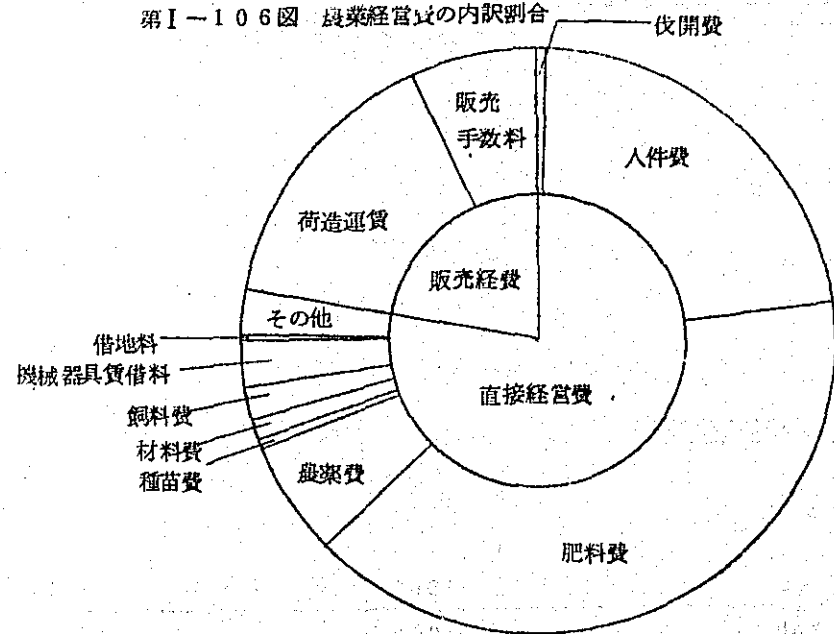 第Ⅰ－106図 農業経営費の内訳割合
伐開費
販売
手数料
人件費
荷造運賃
販売経費
その他
借地料
機械器具賃借料
直接経営費
飼料費
材料費
種苗費
農薬費
肥料費